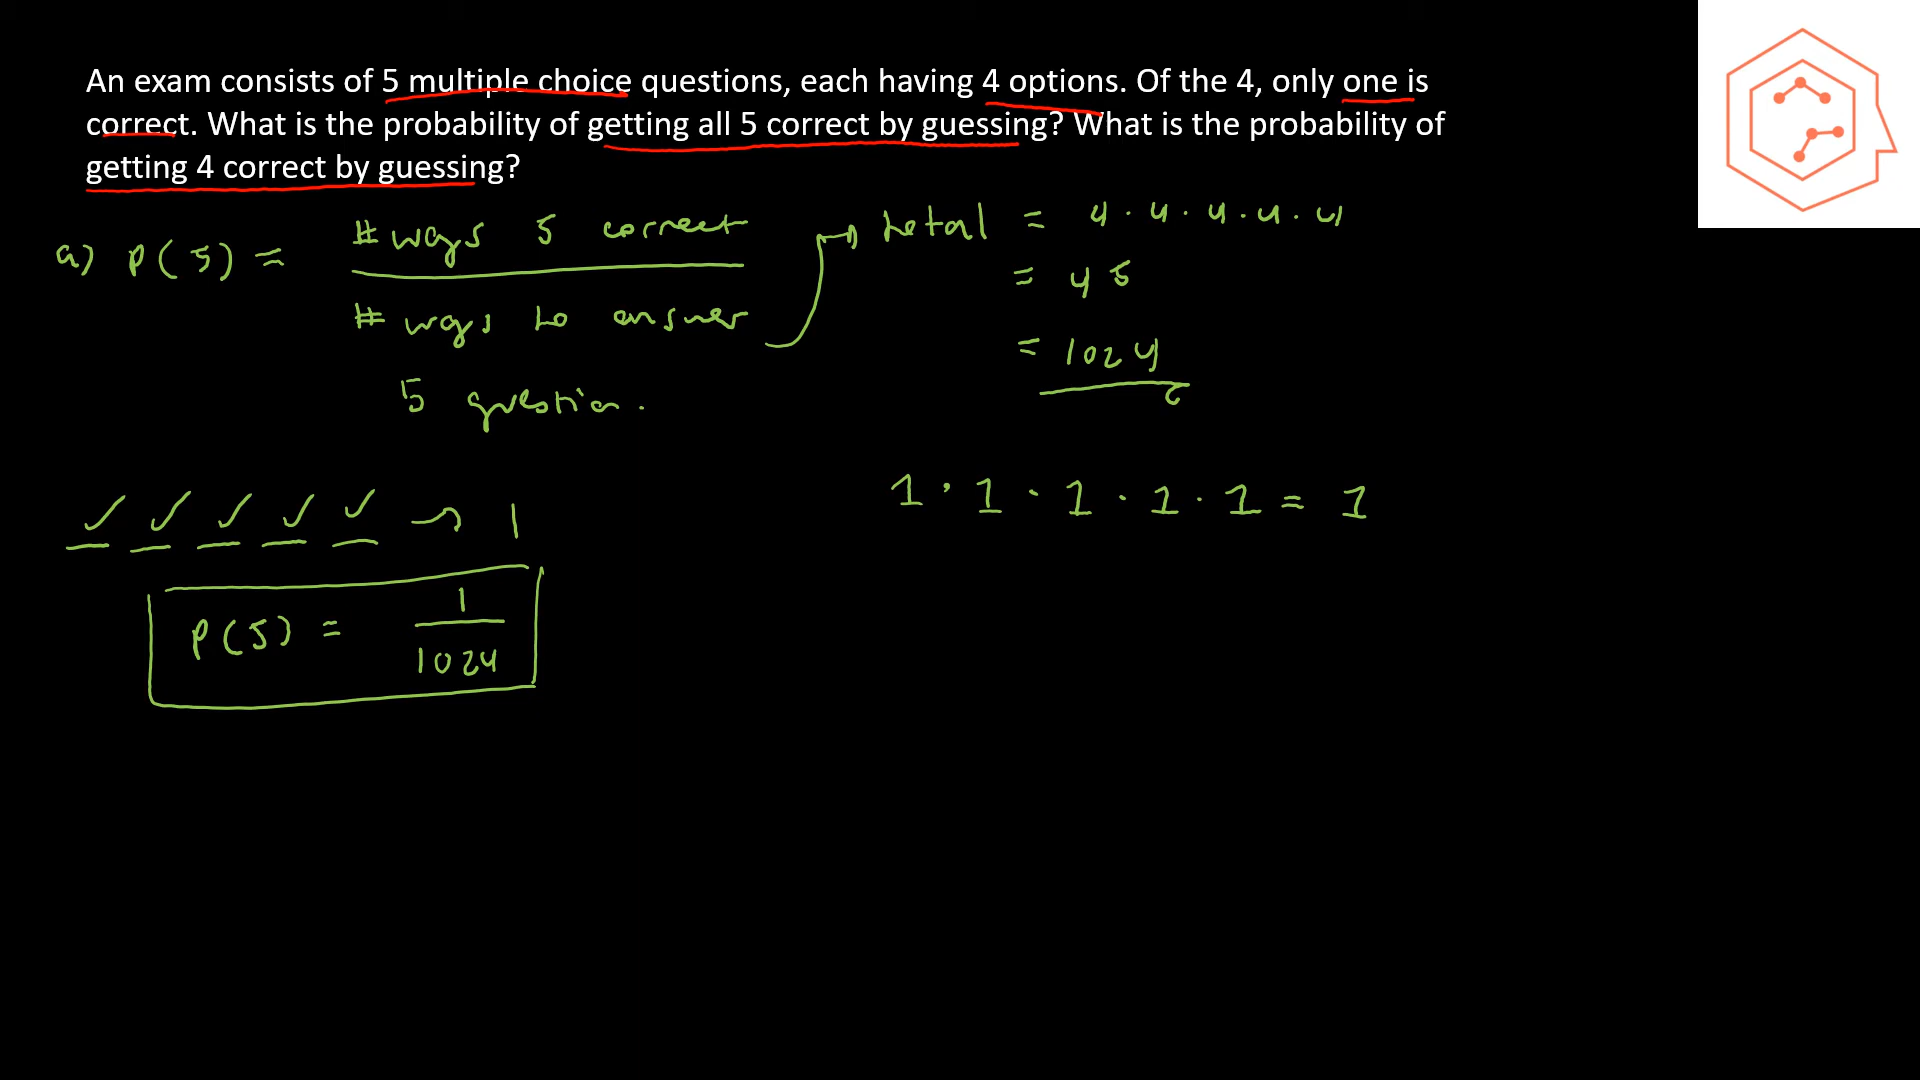 An exam consists of 5 multiple choice questions, each having 4 options. Of the 4, only one is
correct. What is the probability of getting all 5 correct by guessing? What is the probability of
getting 4 correct by guessing?
a) P(5) = # ways 5 correct / # ways to answer 5 question.
total = 4 · 4 · 4 · 4 · 4
= 4^5
= 1024
✓ ✓ ✓ ✓ ✓ → 1
1 · 1 · 1 · 1 · 1 = 1
P(5) = 1 / 1024